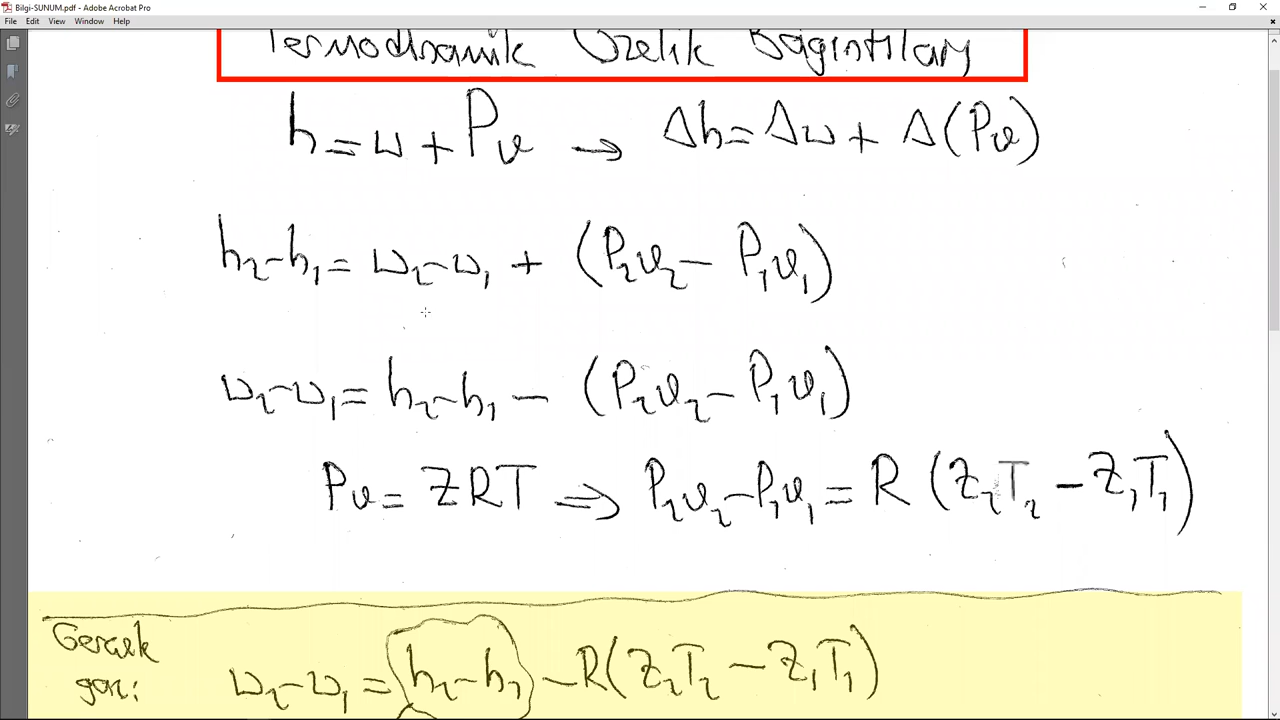 Bilgi-SUNUM.pdf - Adobe Acrobat Pro
File Edit View Window Help
Termodinamik Özelik Bağıntıları
h = u + Pv → Δh = Δu + Δ(Pv)
h₂-h₁ = u₂-u₁ + (P₂v₂ - P₁v₁)
u₂-u₁ = h₂-h₁ - (P₂v₂ - P₁v₁)
Pv = ZRT ⇒ P₂v₂-P₁v₁ = R (Z₂T₂ - Z₁T₁)
Gerçek
gaz: u₂-u₁ = h₂-h₁ - R(Z₂T₂ - Z₁T₁)